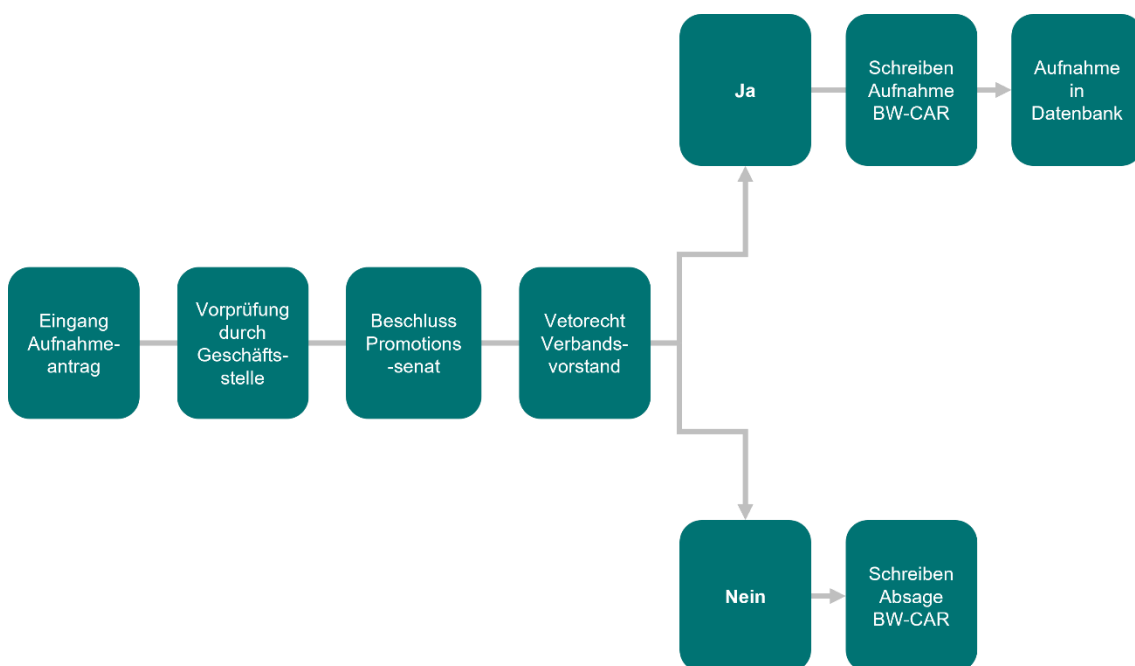 Ja
Schreiben
Aufnahme
BW-CAR
Aufnahme
in
Datenbank
Eingang
Aufnahme-
antrag
Vorprüfung
durch
Geschäfts-
stelle
Beschluss
Promotions
-senat
Vetorecht
Verbands-
vorstand
Nein
Schreiben
Absage
BW-CAR